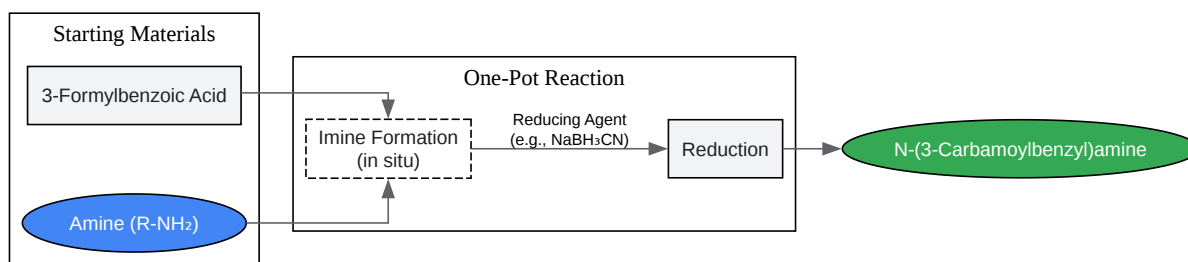 Starting Materials
3-Formylbenzoic Acid
Amine (R-NH₂)
One-Pot Reaction
Imine Formation
(in situ)
Reducing Agent
(e.g., NaBH₃CN)
Reduction
N-(3-Carbamoylbenzyl)amine